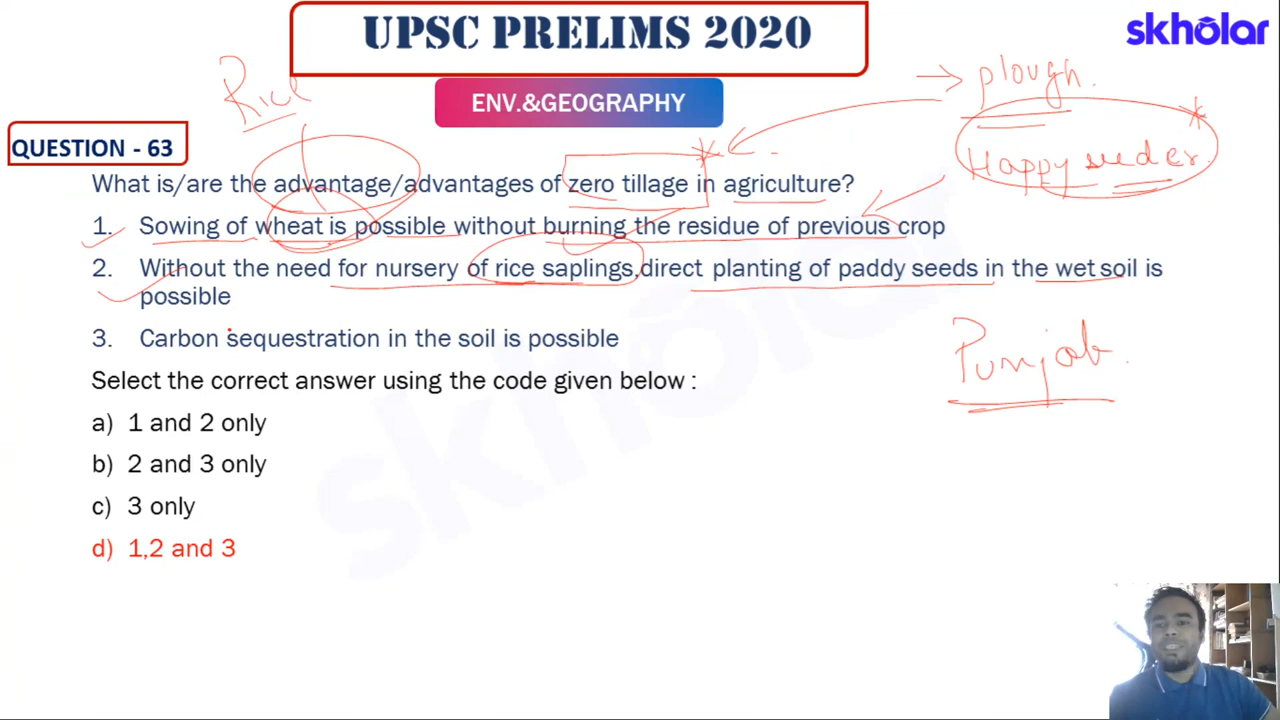 UPSC PRELIMS 2020
skhōlar
Rice
plough.
ENV.&GEOGRAPHY
QUESTION - 63
Happy seeder.
What is/are the advantage/advantages of zero tillage in agriculture?
1. Sowing of wheat is possible without burning the residue of previous crop
2. Without the need for nursery of rice saplings,direct planting of paddy seeds in the wet soil is
possible
3. Carbon sequestration in the soil is possible
Punjab.
Select the correct answer using the code given below :
a) 1 and 2 only
b) 2 and 3 only
c) 3 only
d) 1,2 and 3
skhōlar